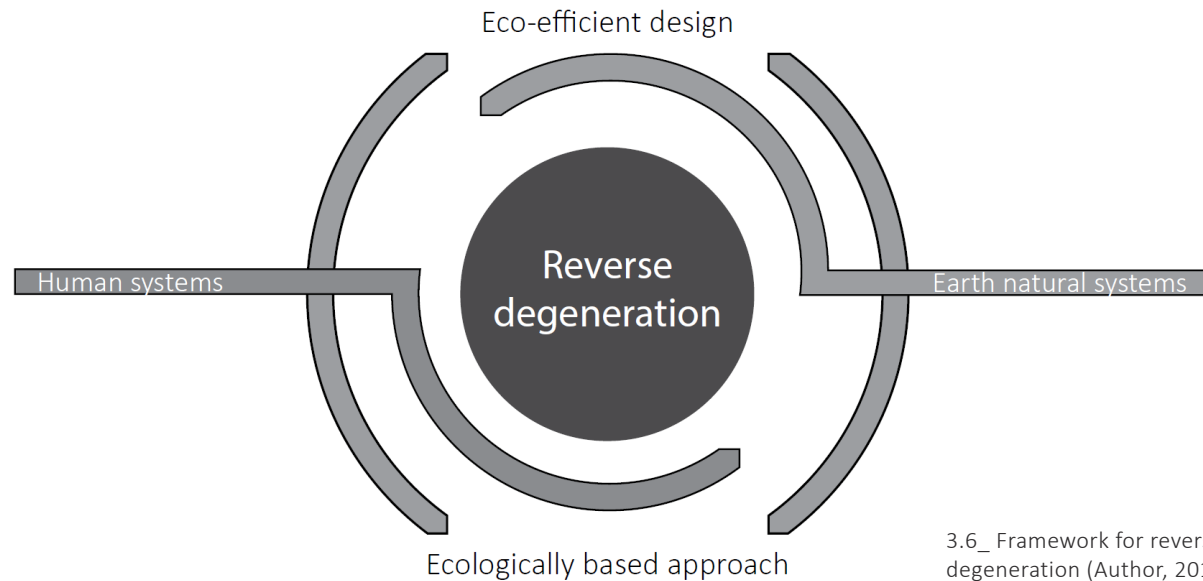 Eco-efficient design
Human systems
Reverse
degeneration
Earth natural systems
Ecologically based approach
3.6_ Framework for rever
degeneration (Author, 20